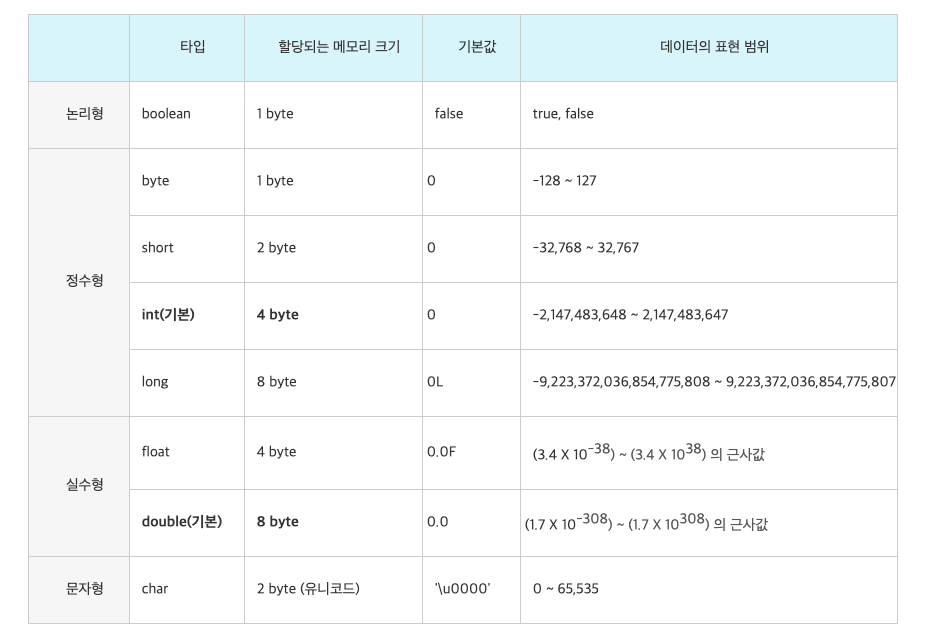 타입 할당되는 메모리 크기 기본값 데이터의 표현 범위
논리형 boolean 1 byte false true, false
byte 1 byte 0 -128 ~ 127
short 2 byte 0 -32,768 ~ 32,767
정수형
int(기본) 4 byte 0 -2,147,483,648 ~ 2,147,483,647
long 8 byte 0L -9,223,372,036,854,775,808 ~ 9,223,372,036,854,775,807
float 4 byte 0.0F (3.4 X 10⁻³⁸) ~ (3.4 X 10³⁸) 의 근사값
실수형
double(기본) 8 byte 0.0 (1.7 X 10⁻³⁰⁸) ~ (1.7 X 10³⁰⁸) 의 근사값
문자형 char 2 byte (유니코드) '\u0000' 0 ~ 65,535